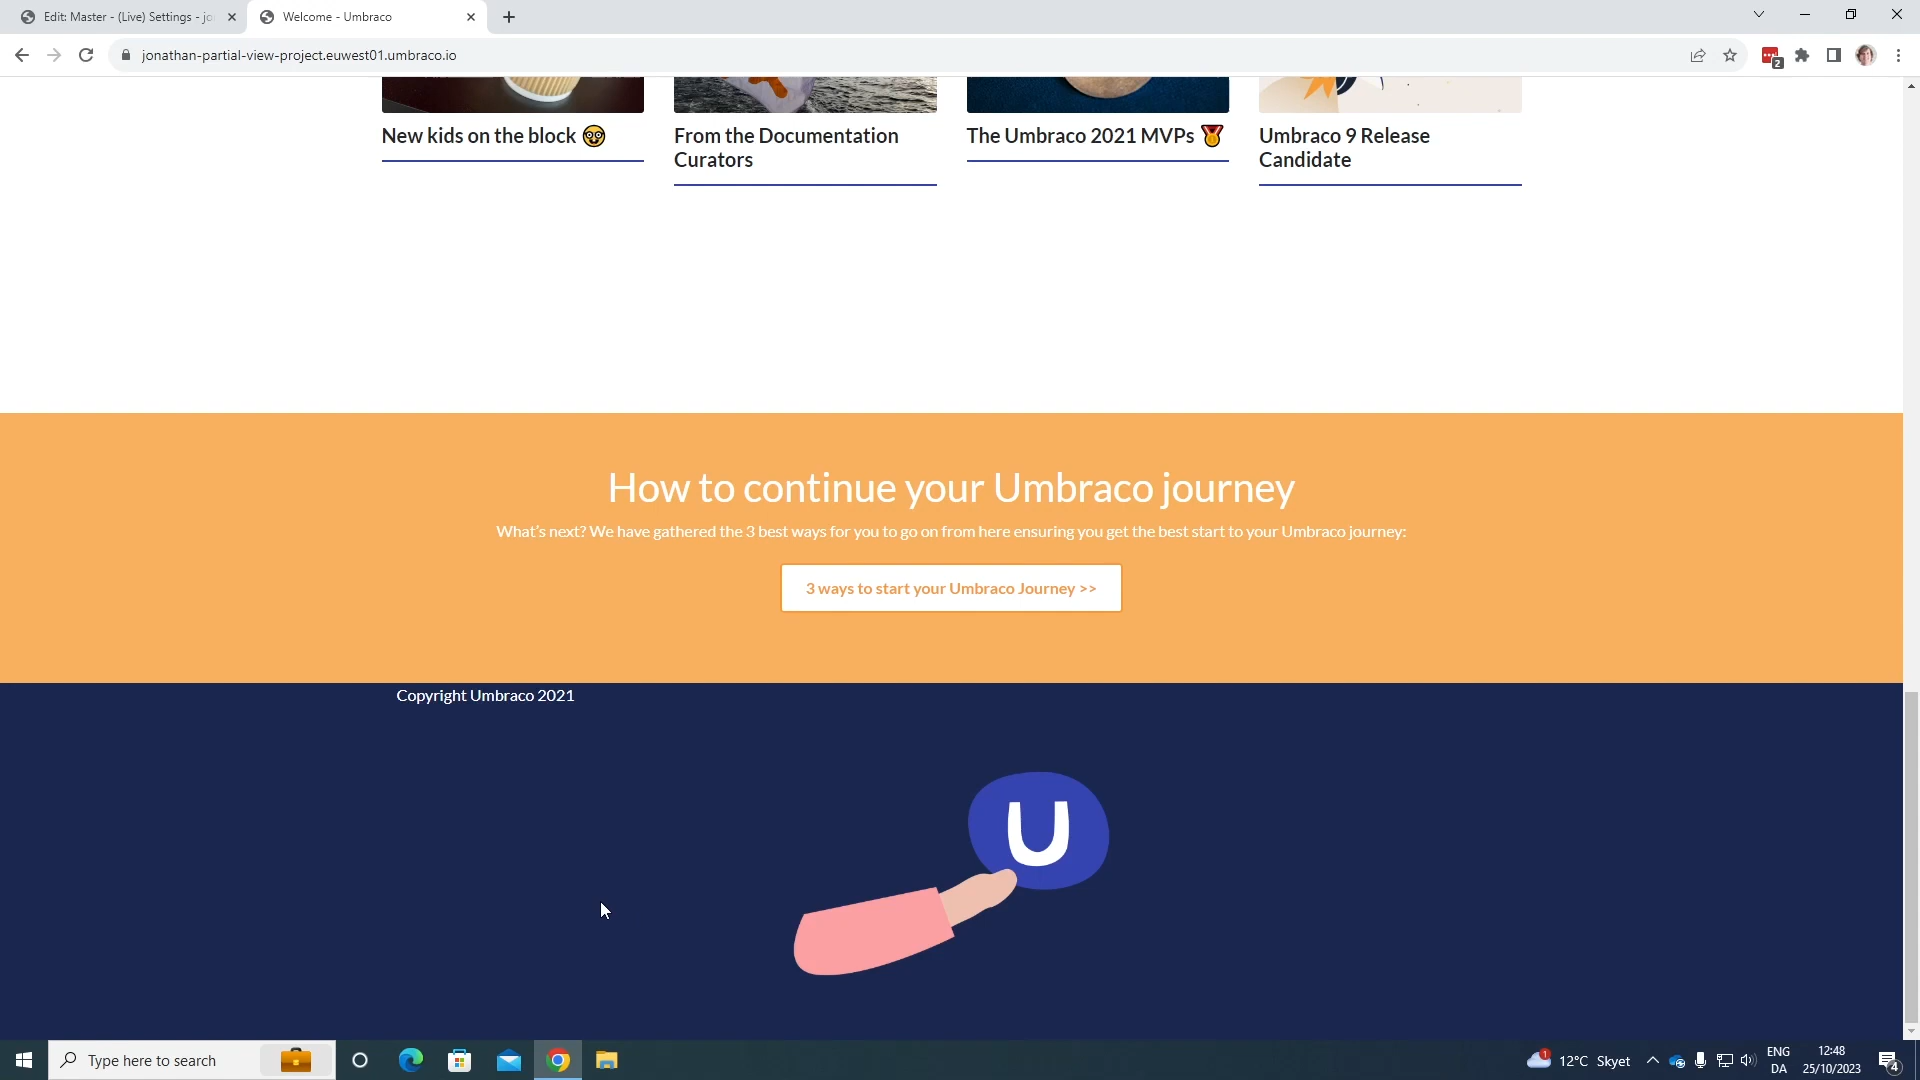 Edit: Master - (Live) Settings - jo
Welcome - Umbraco
jonathan-partial-view-project.euwest01.umbraco.io
2
New kids on the block 🤓
From the Documentation
Curators
The Umbraco 2021 MVPs 🏅
Umbraco 9 Release
Candidate
How to continue your Umbraco journey
What’s next? We have gathered the 3 best ways for you to go on from here ensuring you get the best start to your Umbraco journey:
3 ways to start your Umbraco Journey >>
Copyright Umbraco 2021
U
Type here to search
1
12°C Skyet
ENG
DA
12:48
25/10/2023
4